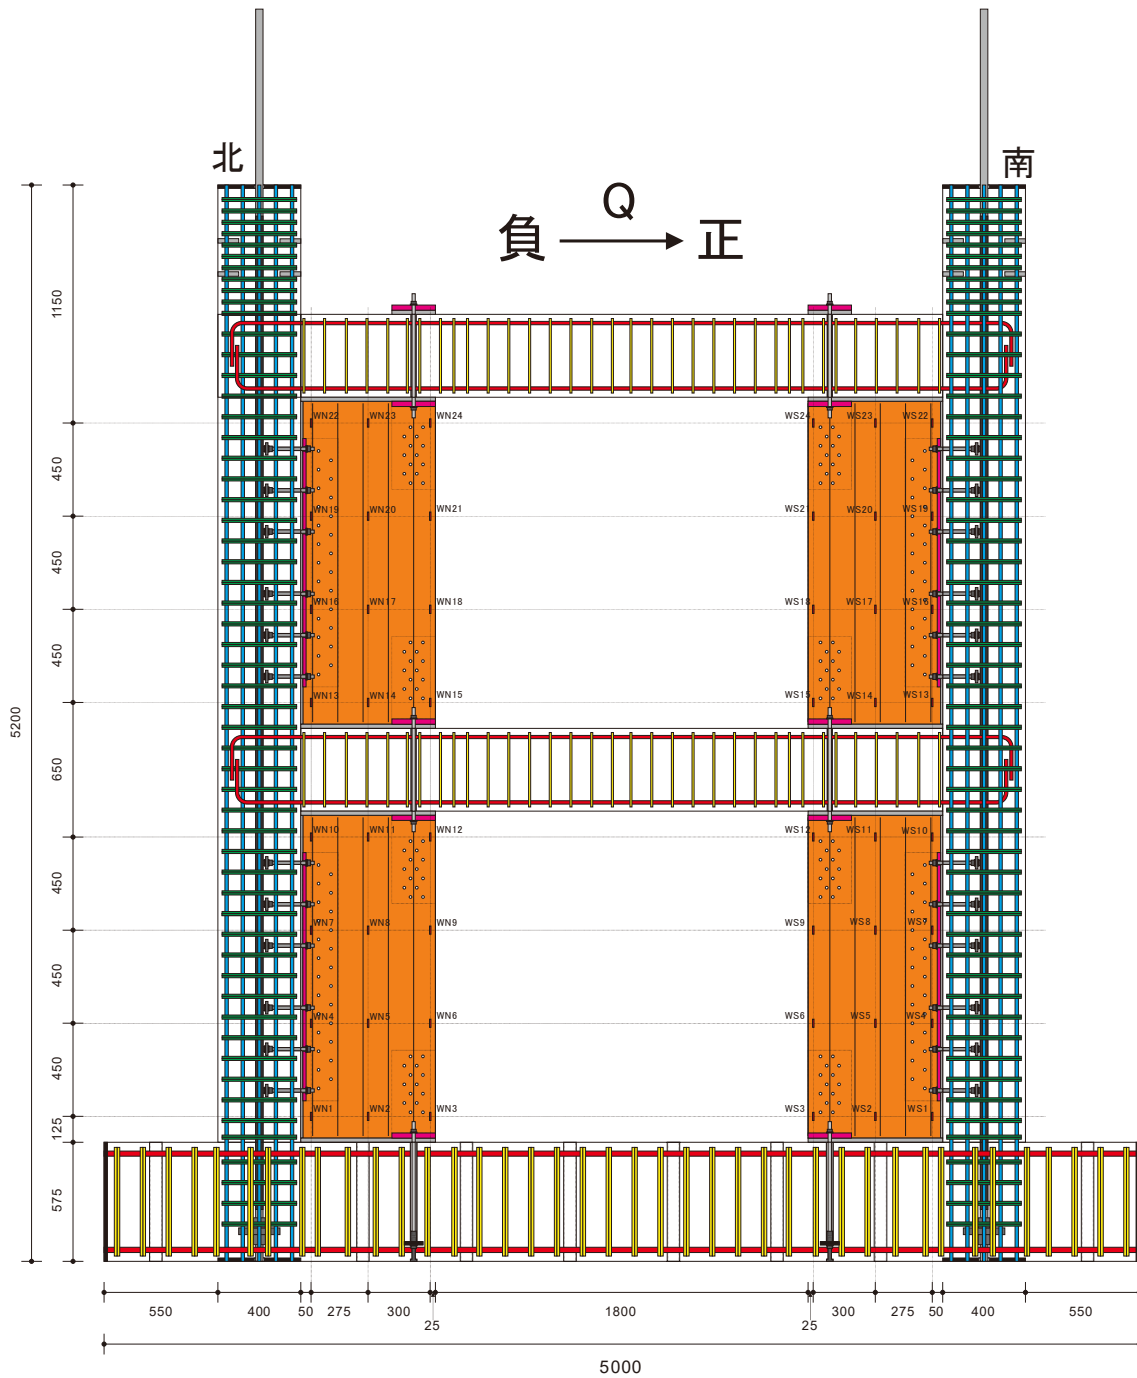 北
南
Q
負
正
1150
WN22
WN23
WN24
WS24
WS23
WS22
450
WN19
WN20
WN21
WS21
WS20
WS19
450
WN16
WN17
WN18
WS18
WS17
WS16
450
WN13
WN14
WN15
WS15
WS14
WS13
5200
650
WN10
WN11
WN12
WS12
WS11
WS10
450
WN7
WN8
WN9
WS9
WS8
WS7
450
WN4
WN5
WN6
WS6
WS5
WS4
450
WN1
WN2
WN3
WS3
WS2
WS1
125
575
550
400
50
275
300
25
1800
25
300
275
50
400
550
5000